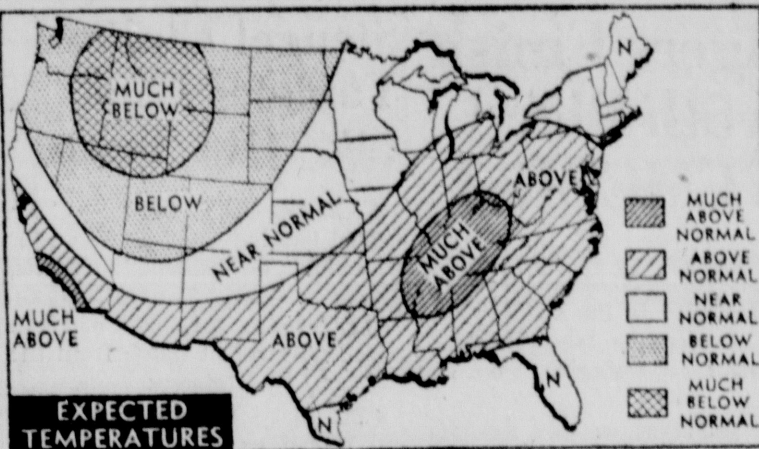 N
MUCH
BELOW
BELOW
ABOVE
NEAR NORMAL
MUCH
ABOVE
MUCH
ABOVE
ABOVE
N
N
MUCH
ABOVE
NORMAL
ABOVE
NORMAL
NEAR
NORMAL
BELOW
NORMAL
MUCH
BELOW
NORMAL
EXPECTED
TEMPERATURES